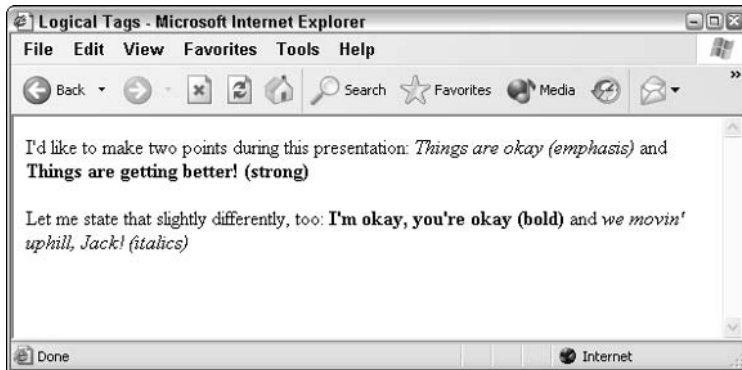 Logical Tags - Microsoft Internet Explorer
File Edit View Favorites Tools Help
Back Search Favorites Media »
I'd like to make two points during this presentation: Things are okay (emphasis) and
Things are getting better! (strong)
Let me state that slightly differently, too: I'm okay, you're okay (bold) and we movin'
uphill, Jack! (italics)
Done Internet